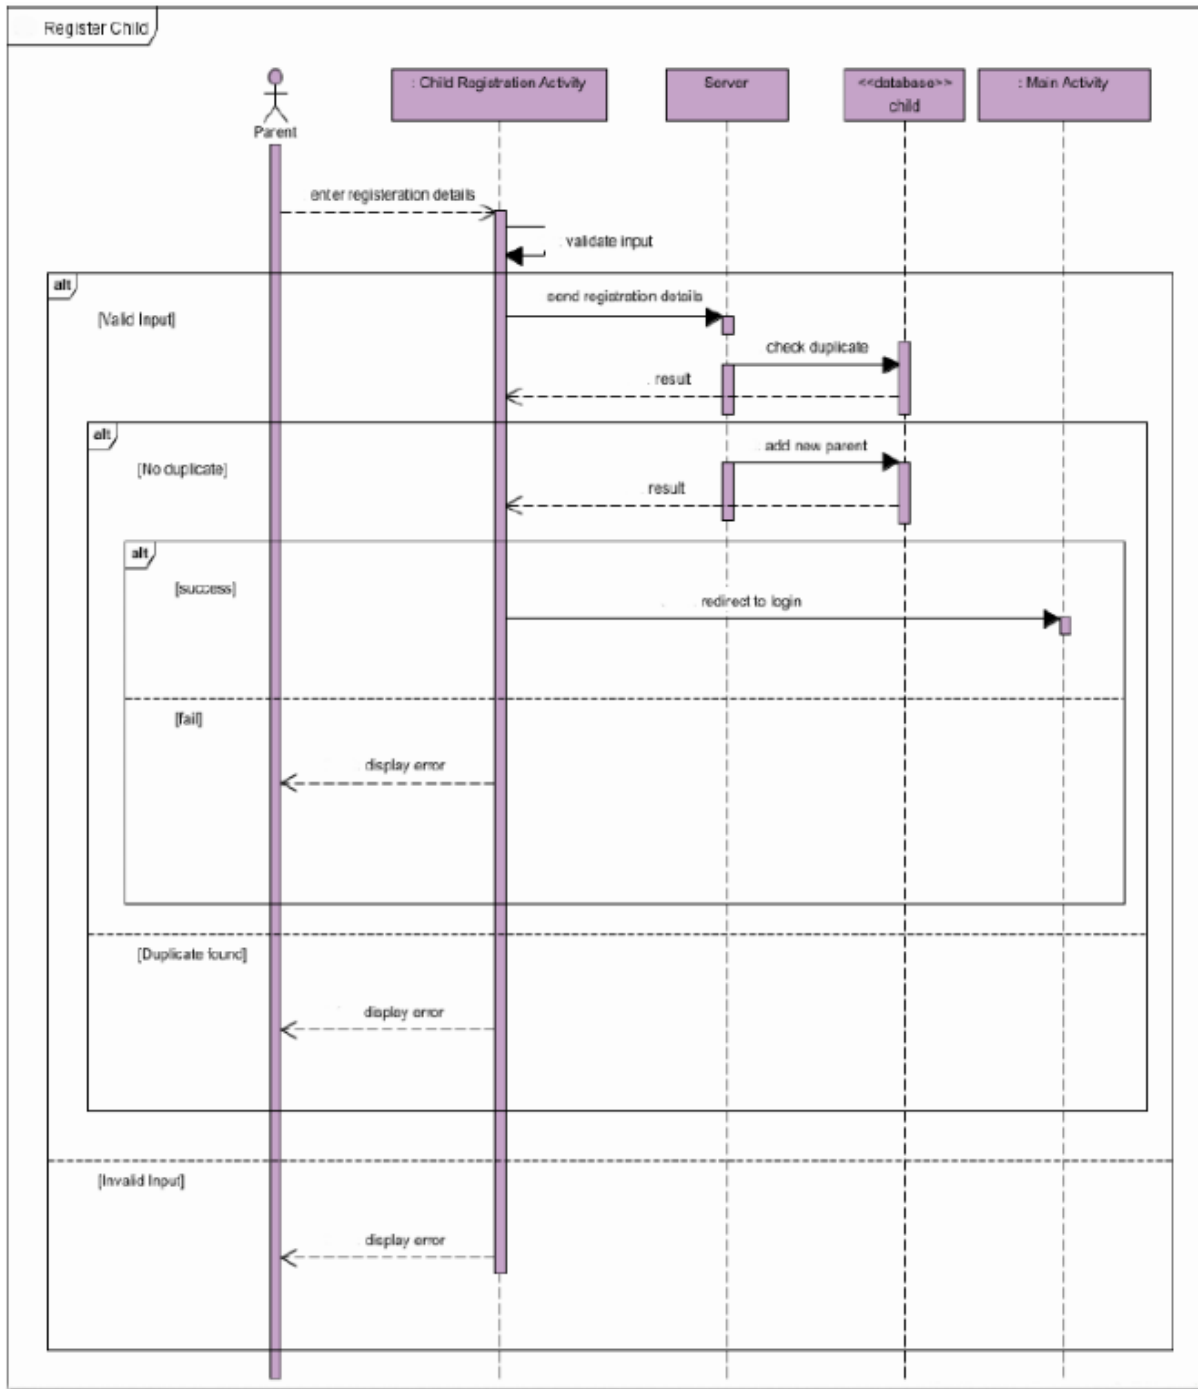 Register Child
: Child Registration Activity
Server
<<database>>
child
: Main Activity
Parent
enter registeration details
validate input
alt
send registration details
[Valid Input]
check duplicate
result
alt
add new parent
[No duplicate]
result
alt
[success]
redirect to login
[fail]
display error
[Duplicate found]
display error
[Invalid Input]
display error